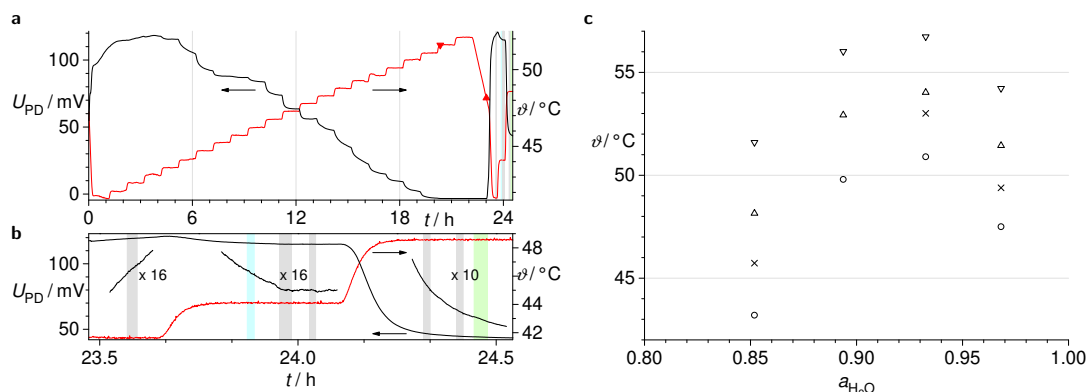 a
100
50
0
U_PD / mV
50
45
ϑ / °C
0 6 12 18 24
t / h
b
100
50
U_PD / mV
x 16
x 16
x 10
48
46
44
42
ϑ / °C
23.5 24.0 24.5
t / h
c
55
50
45
ϑ / °C
0.80 0.85 0.90 0.95 1.00
a_H₂O